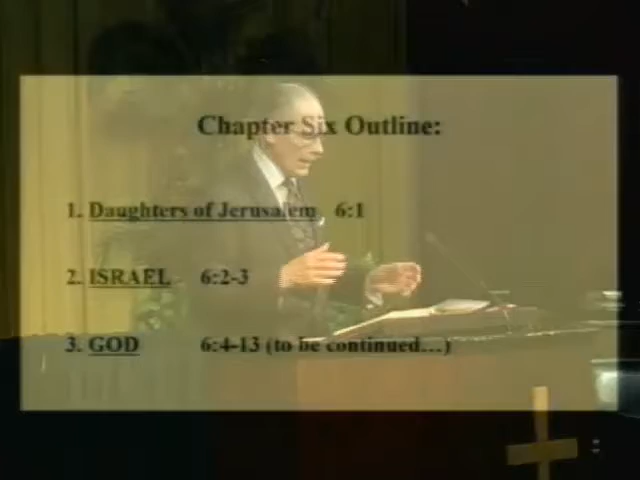 Chapter Six Outline:
1. Daughters of Jerusalem 6:1
2. ISRAEL 6:2-3
3. GOD 6:4-13 (to be continued...)